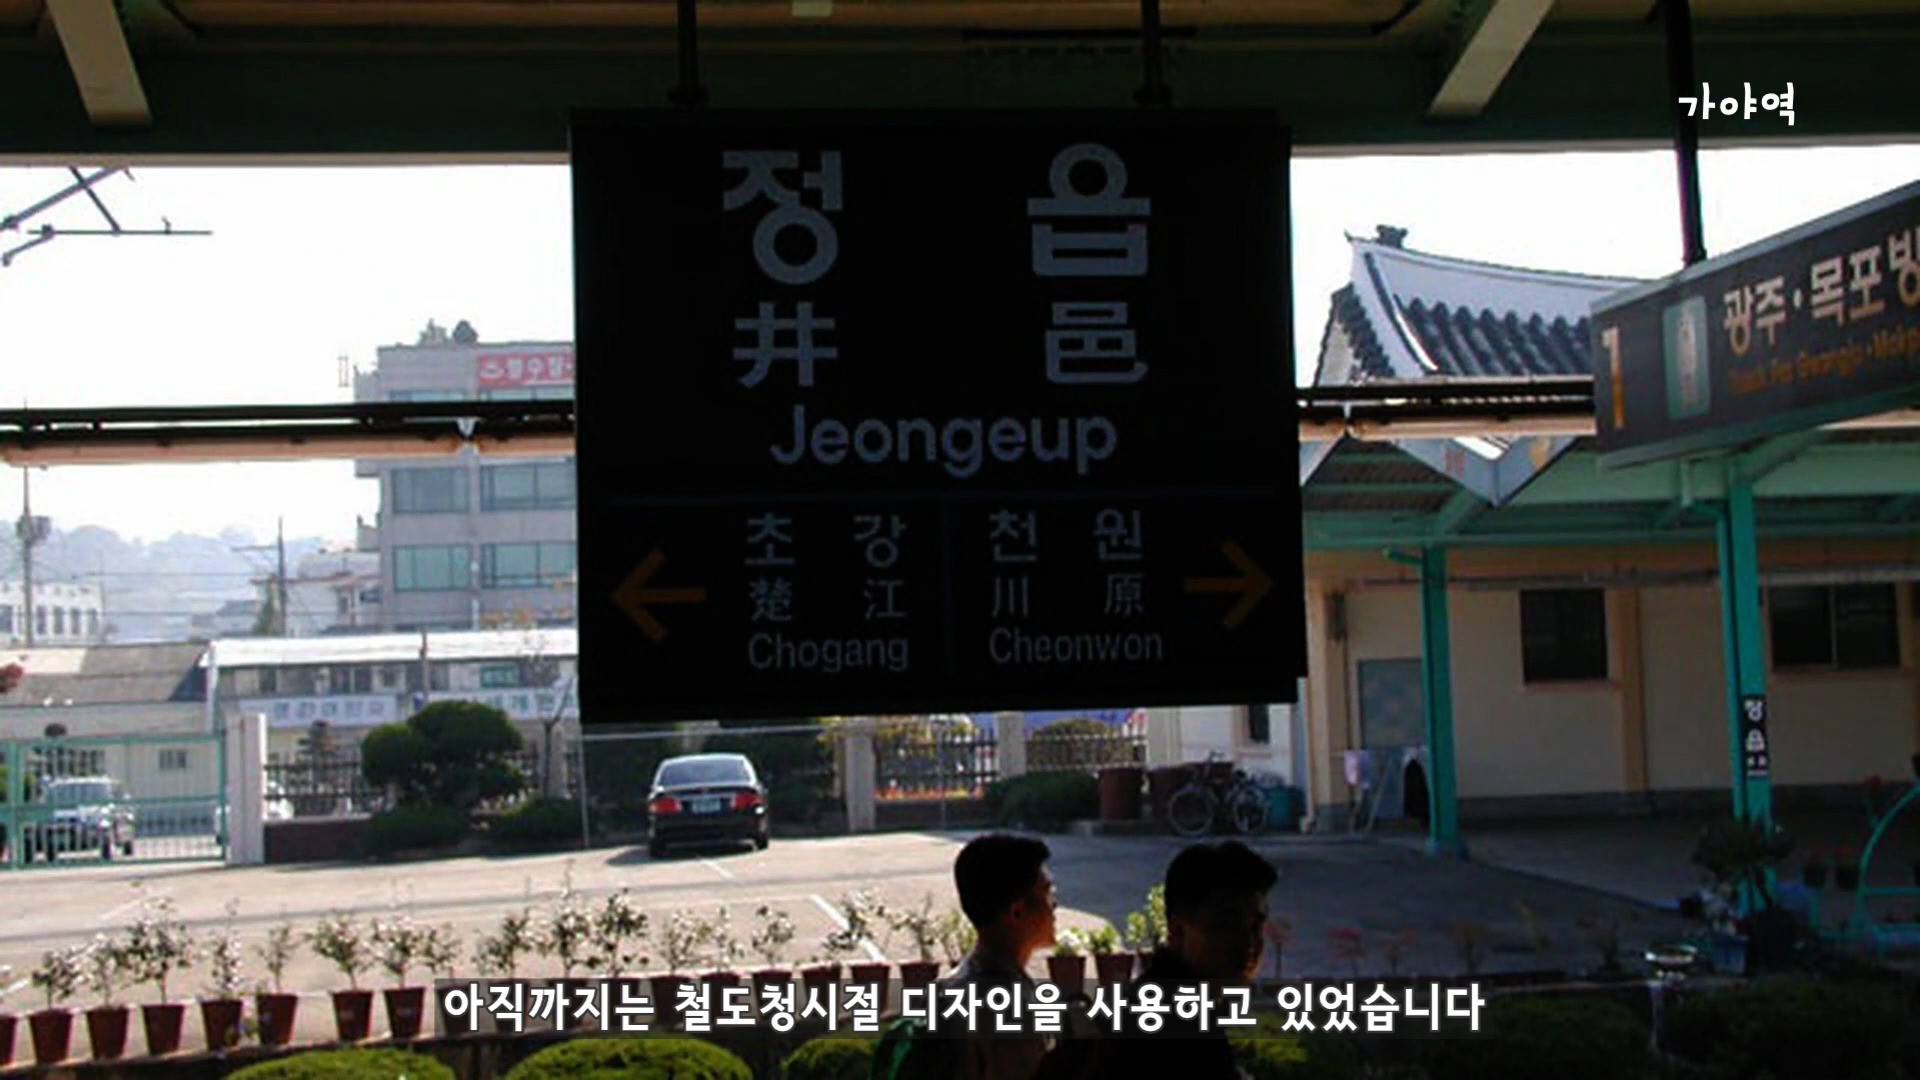 가야역
정 읍
井 邑
Jeongeup
초 강
楚 江
Chogang
천 원
川 原
Cheonwon
1
광주·목포
정읍
아직까지는 철도청시절 디자인을 사용하고 있었습니다